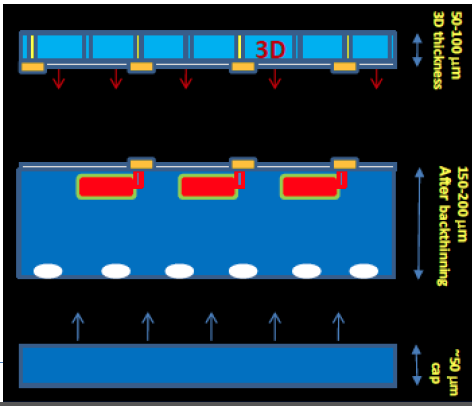 3D
50-100 μm
3D thickness
150-200 μm
After backthinning
~50 μm
cap